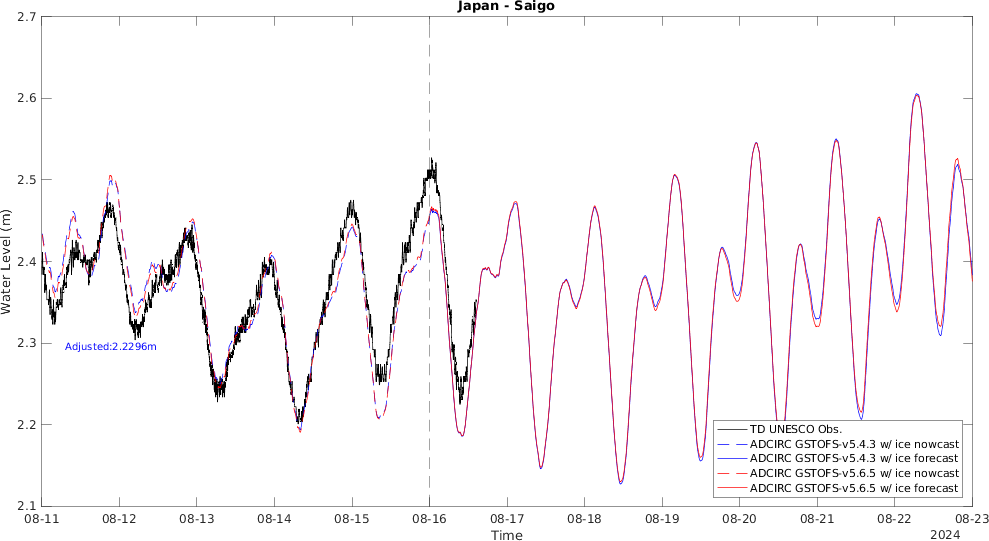 Japan - Saigo
2.7
2.6
2.5
2.4
2.3
2.2
2.1
Water Level (m)
Adjusted:2.2296m
TD UNESCO Obs.
ADCIRC GSTOFS-v5.4.3 w/ ice nowcast
ADCIRC GSTOFS-v5.4.3 w/ ice forecast
ADCIRC GSTOFS-v5.6.5 w/ ice nowcast
ADCIRC GSTOFS-v5.6.5 w/ ice forecast
08-11 08-12 08-13 08-14 08-15 08-16 08-17 08-18 08-19 08-20 08-21 08-22 08-23
Time
2024